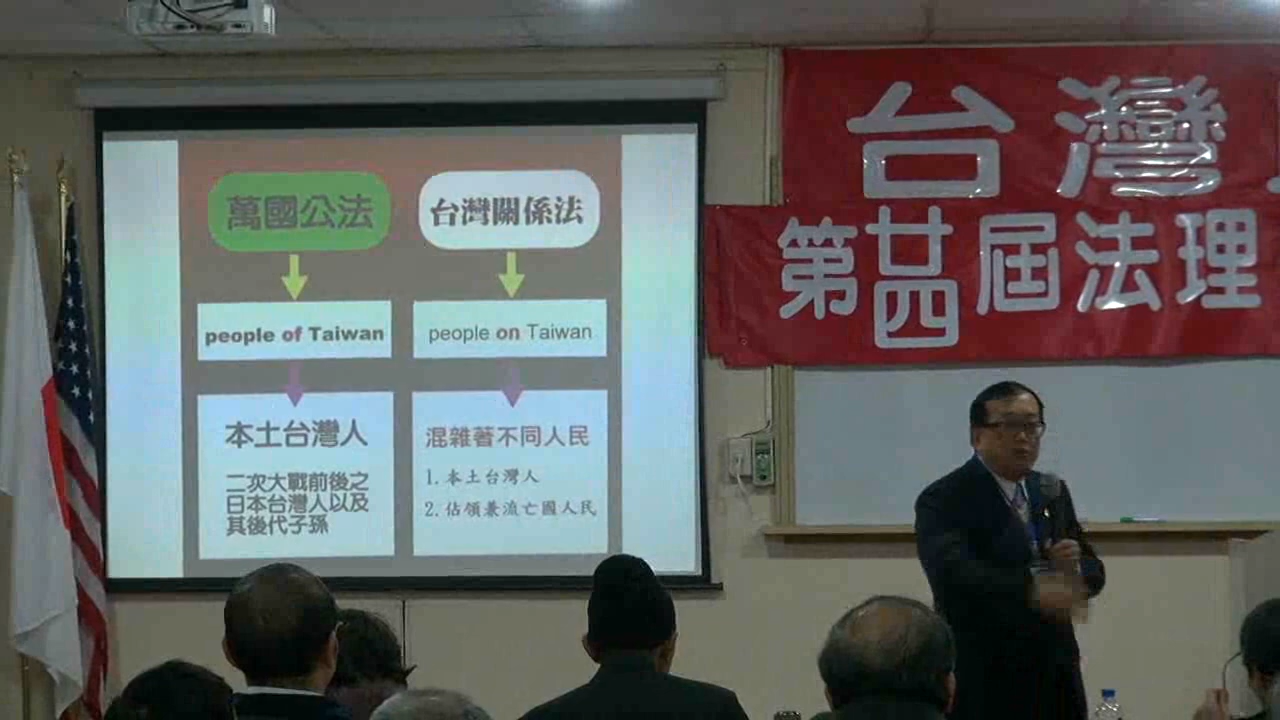 萬國公法
people of Taiwan
本土台灣人
二次大戰前後之
日本台灣人以及
其後代子孫
台灣關係法
people on Taiwan
混雜著不同人民
1. 本土台灣人
2. 佔領兼流亡國人民
台灣
第廿四屆法理